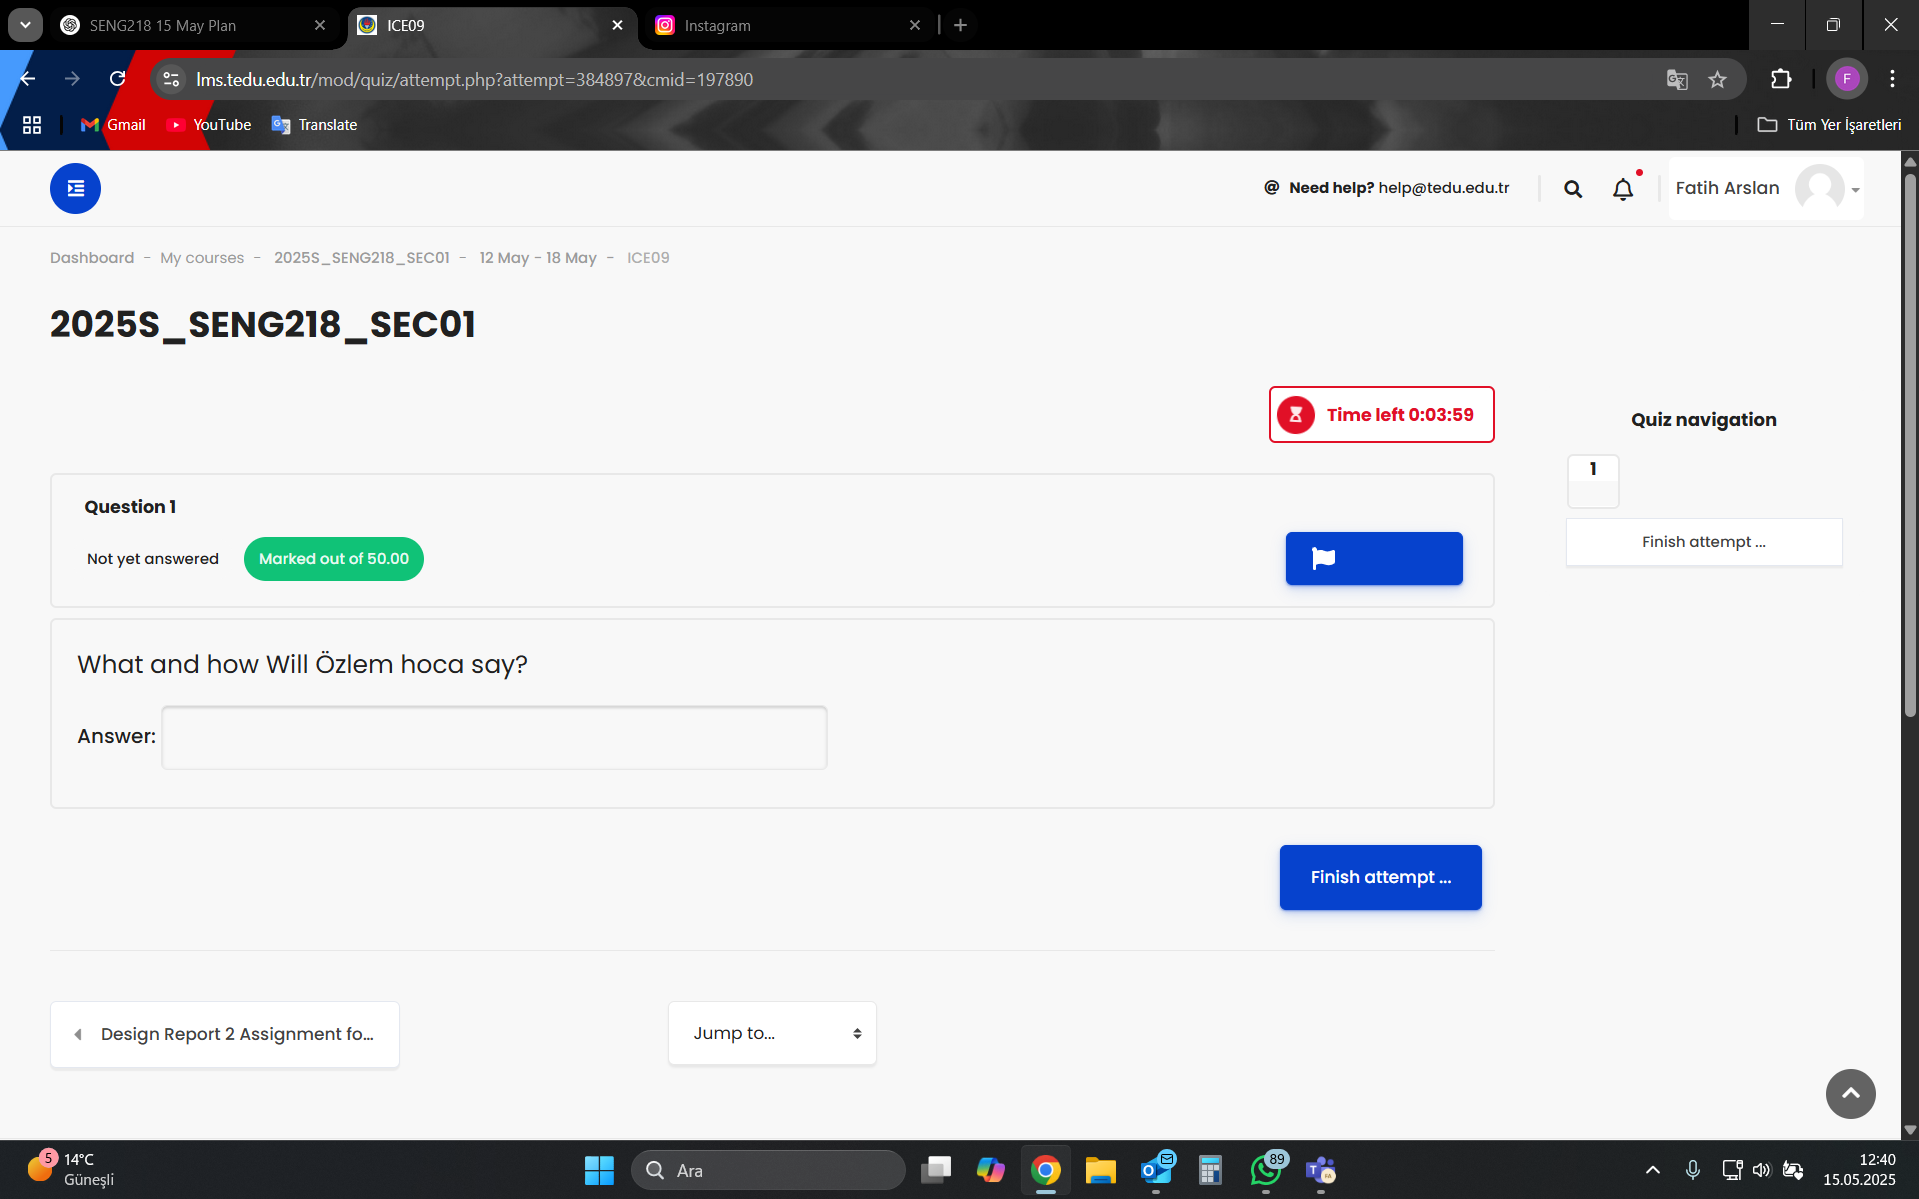 SENG218 15 May Plan
ICE09
Instagram
lms.tedu.edu.tr/mod/quiz/attempt.php?attempt=384897&cmid=197890
F
Gmail
YouTube
Translate
Tüm Yer İşaretleri
@ Need help? help@tedu.edu.tr
Fatih Arslan
Dashboard - My courses - 2025S_SENG218_SEC01 - 12 May - 18 May - ICE09
2025S_SENG218_SEC01
Time left 0:03:59
Quiz navigation
1
Finish attempt ...
Question 1
Not yet answered
Marked out of 50.00
What and how Will Özlem hoca say?
Answer:
Finish attempt ...
Design Report 2 Assignment fo...
Jump to...
5
14°C
Güneşli
Ara
89
12:40
15.05.2025